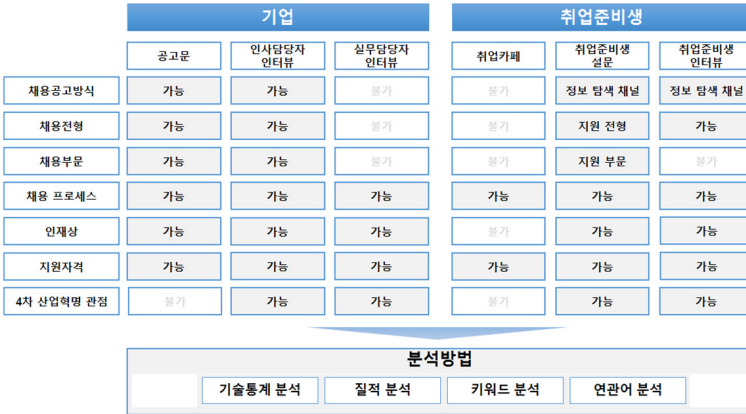 기업 취업준비생
공고문 인사담당자 인터뷰 실무담당자 인터뷰 취업카페 취업준비생 설문 취업준비생 인터뷰
채용공고방식 가능 가능 불가 불가 정보 탐색 채널 정보 탐색 채널
채용전형 가능 가능 불가 불가 지원 전형 가능
채용부문 가능 가능 불가 불가 지원 부문 불가
채용 프로세스 가능 가능 가능 가능 가능 가능
인재상 가능 가능 가능 불가 가능 가능
지원자격 가능 가능 가능 가능 가능 가능
4차 산업혁명 관점 불가 가능 가능 불가 가능 가능
분석방법
기술통계 분석 질적 분석 키워드 분석 연관어 분석